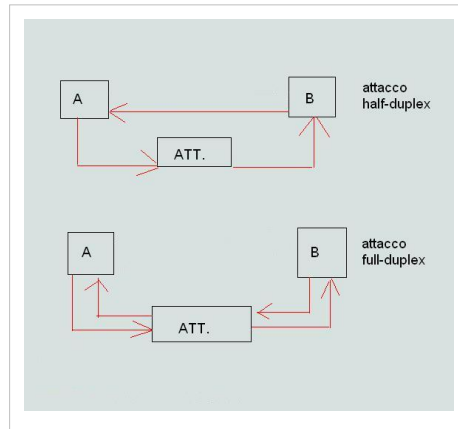 A
B
attacco
half-duplex
ATT.
A
B
attacco
full-duplex
ATT.